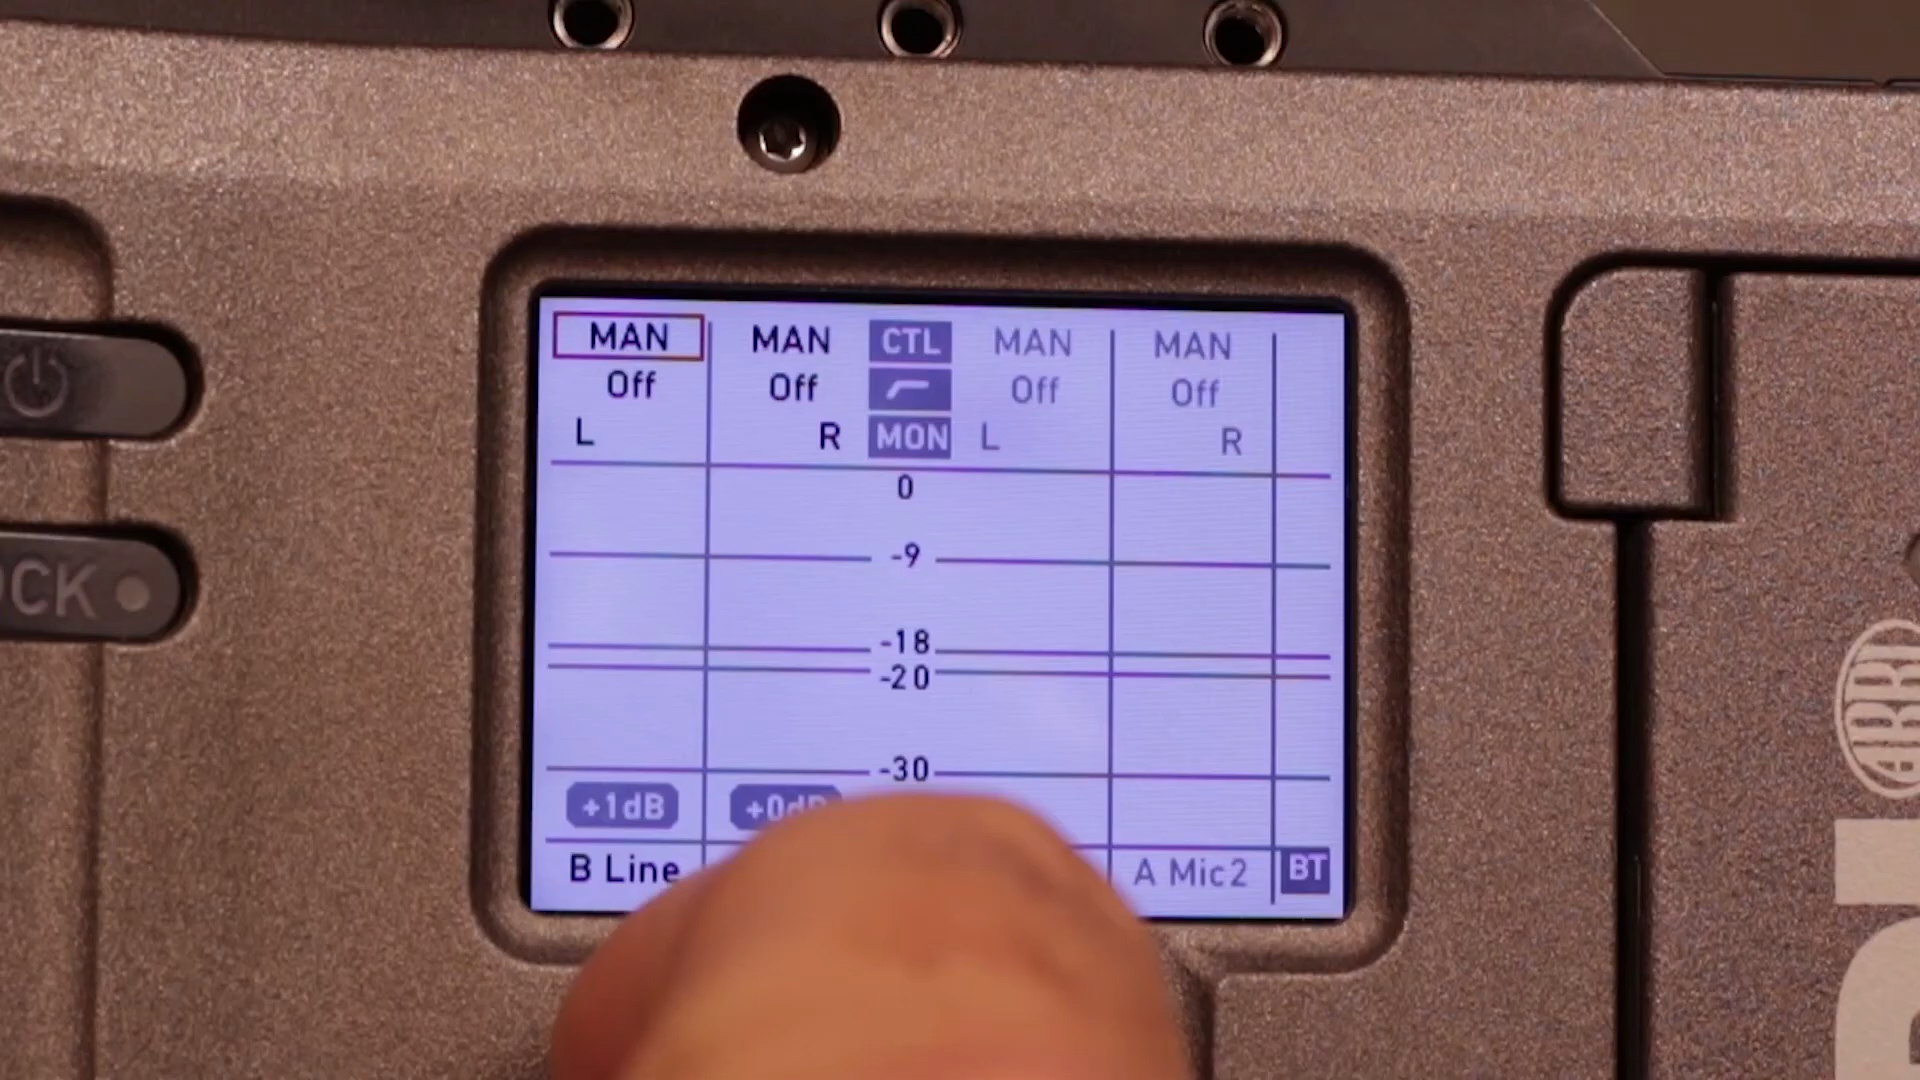 MAN MAN CTL MAN MAN
Off Off Off Off
L R MON L R
0
-9
-18
-20
-30
+1dB
B Line A Mic2 BT
ARRI